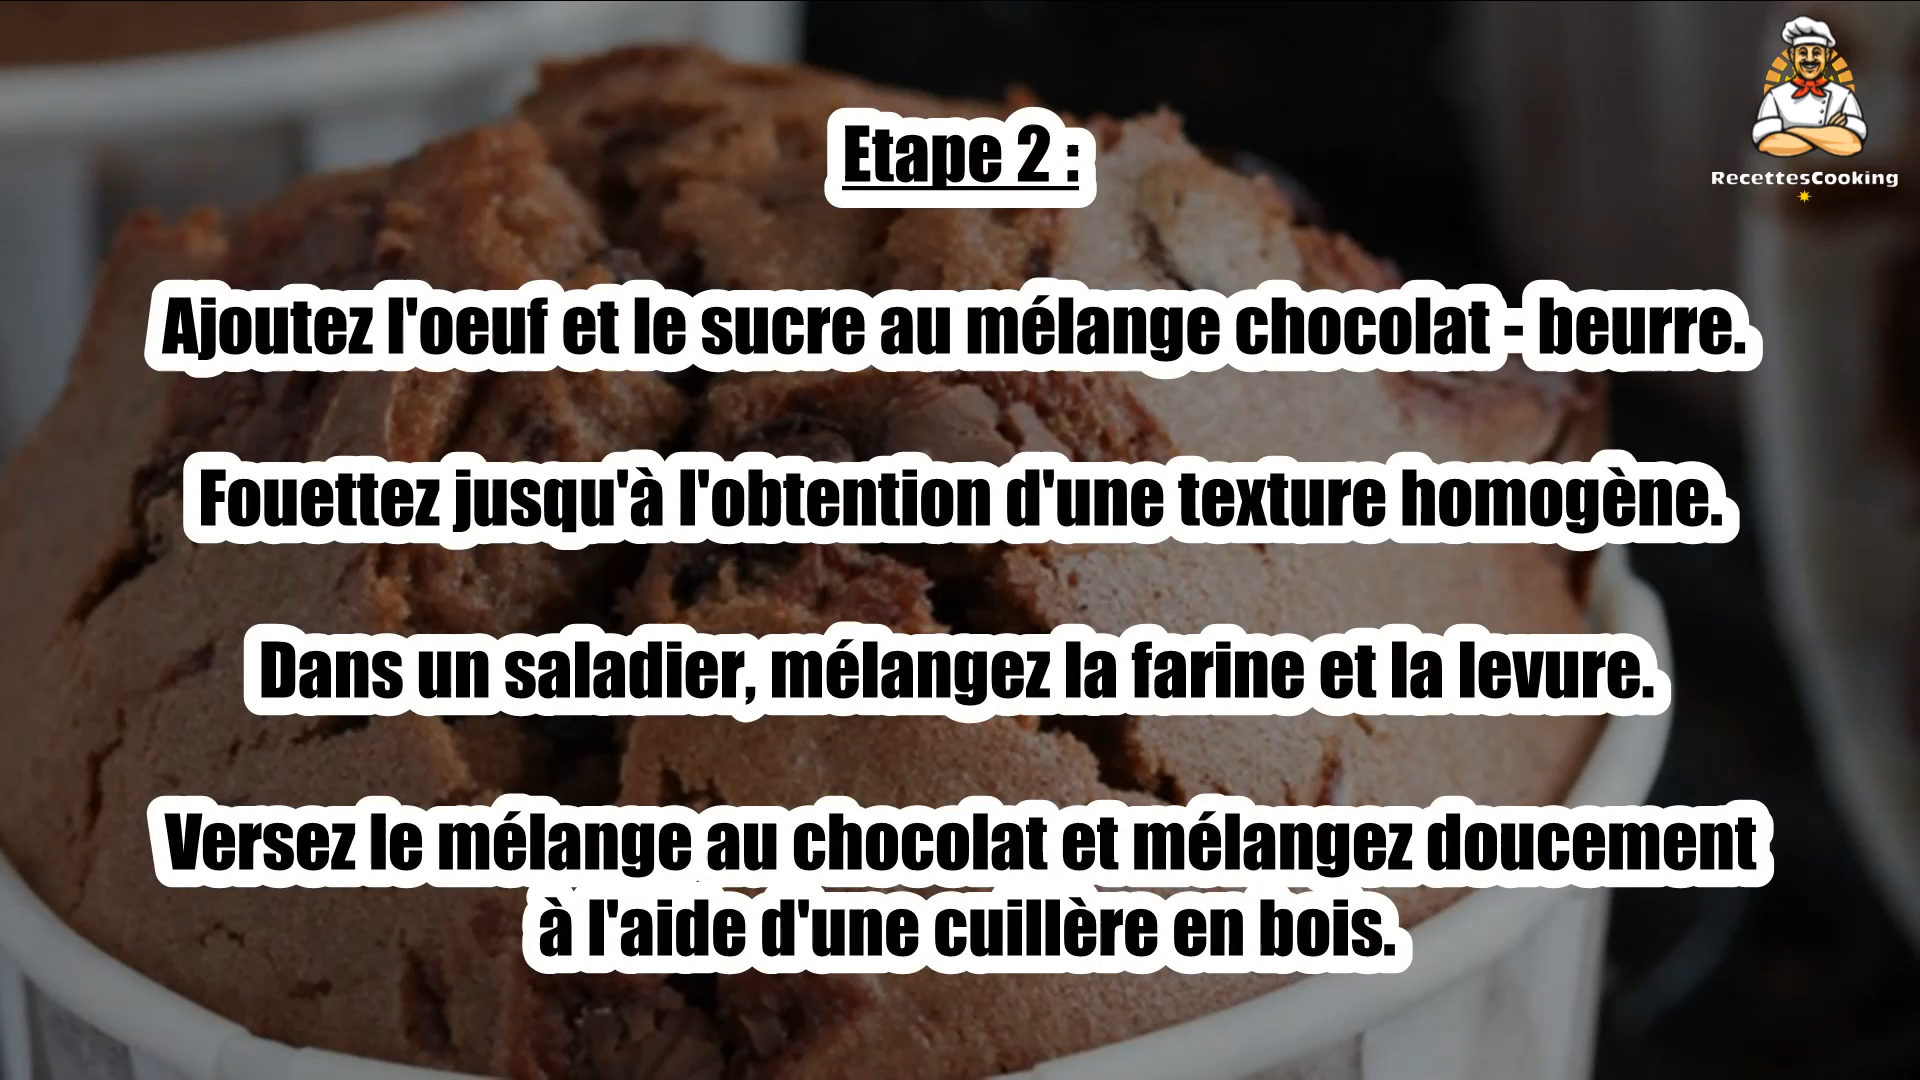 RecettesCooking
Etape 2 :
Ajoutez l'oeuf et le sucre au mélange chocolat - beurre.
Fouettez jusqu'à l'obtention d'une texture homogène.
Dans un saladier, mélangez la farine et la levure.
Versez le mélange au chocolat et mélangez doucement
à l'aide d'une cuillère en bois.